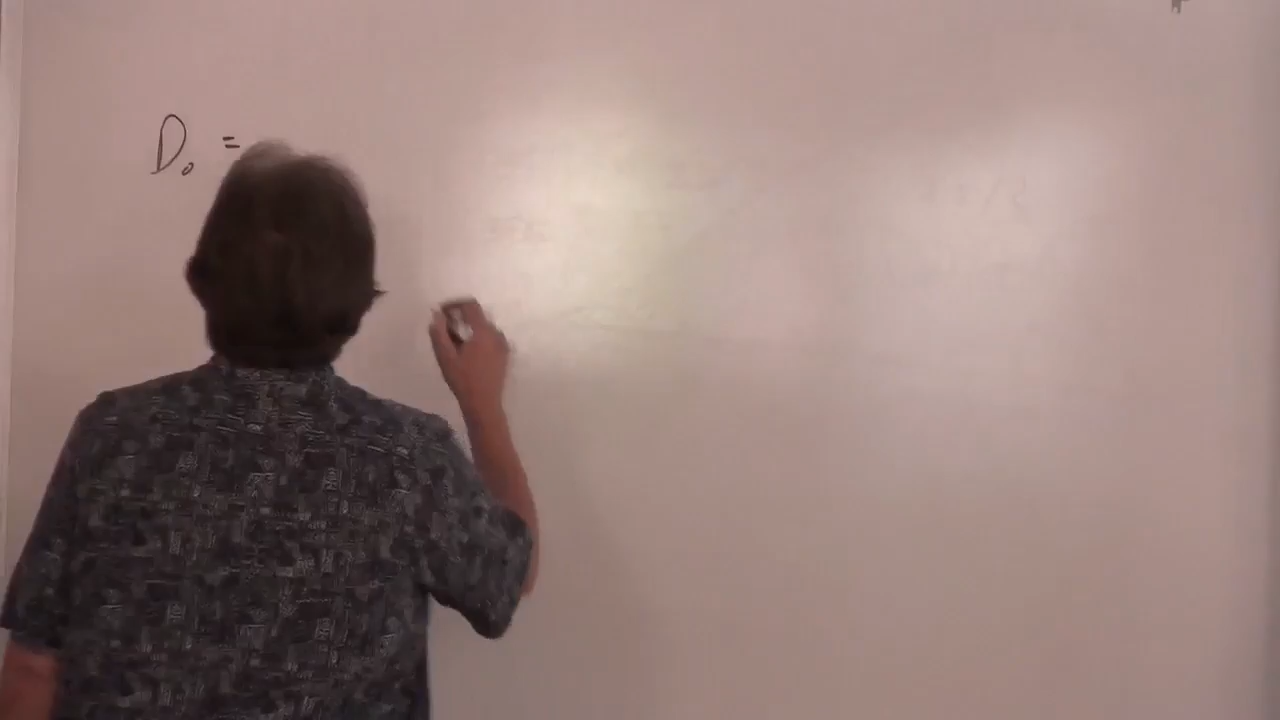 D₀ =